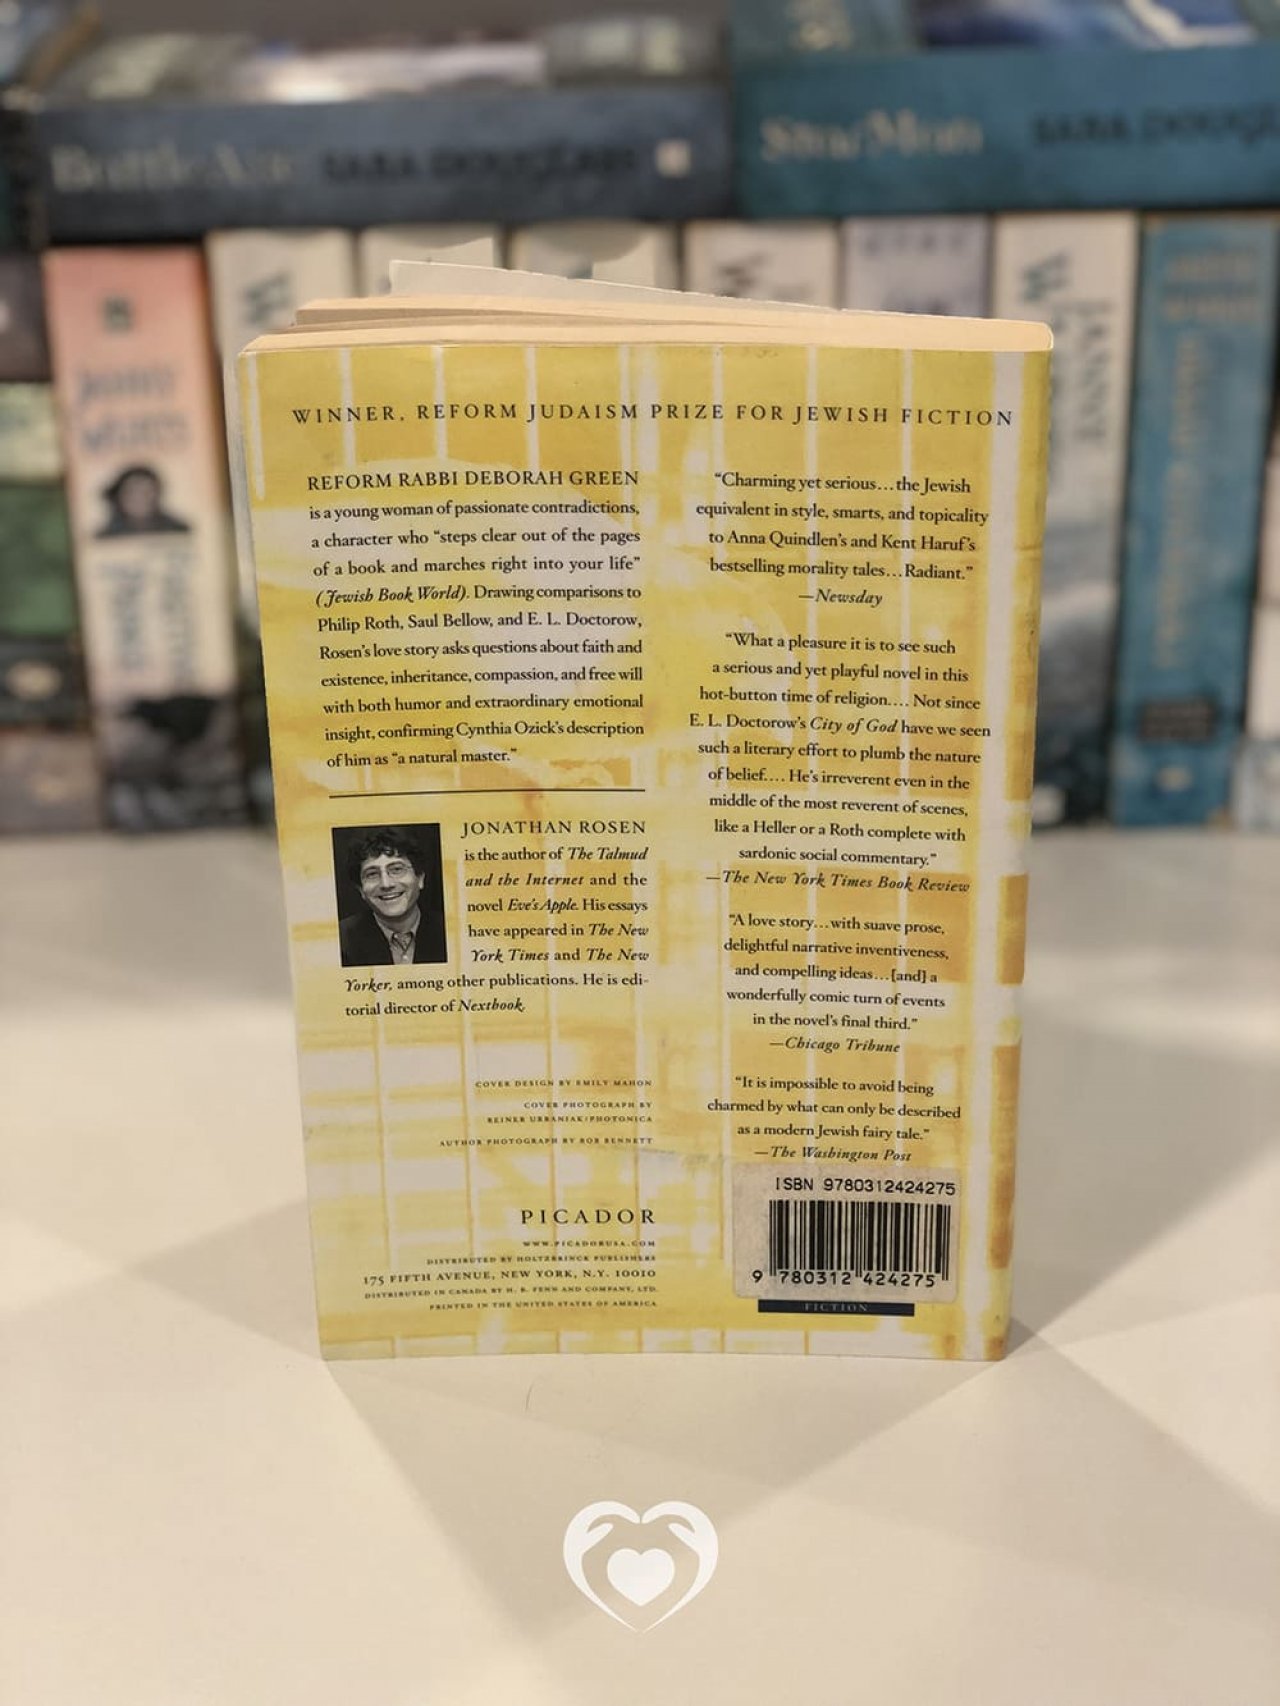 Battle Axe SARA DOUGLASS
StarMan SARA DOUGL
JANNY
WURTS
JANNY
WINNER, REFORM JUDAISM PRIZE FOR JEWISH FICTION
REFORM RABBI DEBORAH GREEN
is a young woman of passionate contradictions,
a character who “steps clear out of the pages
of a book and marches right into your life”
(Jewish Book World). Drawing comparisons to
Philip Roth, Saul Bellow, and E. L. Doctorow,
Rosen's love story asks questions about faith and
existence, inheritance, compassion, and free will
with both humor and extraordinary emotional
insight, confirming Cynthia Ozick's description
of him as “a natural master.”
JONATHAN ROSEN
is the author of The Talmud
and the Internet and the
novel Eve's Apple. His essays
have appeared in The New
York Times and The New
Yorker, among other publications. He is edi-
torial director of Nextbook.
COVER DESIGN BY EMILY MAHON
COVER PHOTOGRAPH BY
REINER URBANIAK/PHOTONICA
AUTHOR PHOTOGRAPH BY ROB BENNETT
PICADOR
WWW.PICADORUSA.COM
DISTRIBUTED BY HOLTZBRINCK PUBLISHERS
175 FIFTH AVENUE, NEW YORK, N.Y. 10010
DISTRIBUTED IN CANADA BY H. B. FENN AND COMPANY, LTD.
PRINTED IN THE UNITED STATES OF AMERICA
“Charming yet serious…the Jewish
equivalent in style, smarts, and topicality
to Anna Quindlen's and Kent Haruf's
bestselling morality tales…Radiant.”
—Newsday
“What a pleasure it is to see such
a serious and yet playful novel in this
hot-button time of religion.… Not since
E. L. Doctorow's City of God have we seen
such a literary effort to plumb the nature
of belief.… He's irreverent even in the
middle of the most reverent of scenes,
like a Heller or a Roth complete with
sardonic social commentary.”
—The New York Times Book Review
“A love story…with suave prose,
delightful narrative inventiveness,
and compelling ideas…[and] a
wonderfully comic turn of events
in the novel's final third.”
—Chicago Tribune
“It is impossible to avoid being
charmed by what can only be described
as a modern Jewish fairy tale.”
—The Washington Post
ISBN 9780312424275
9 780312 424275
FICTION